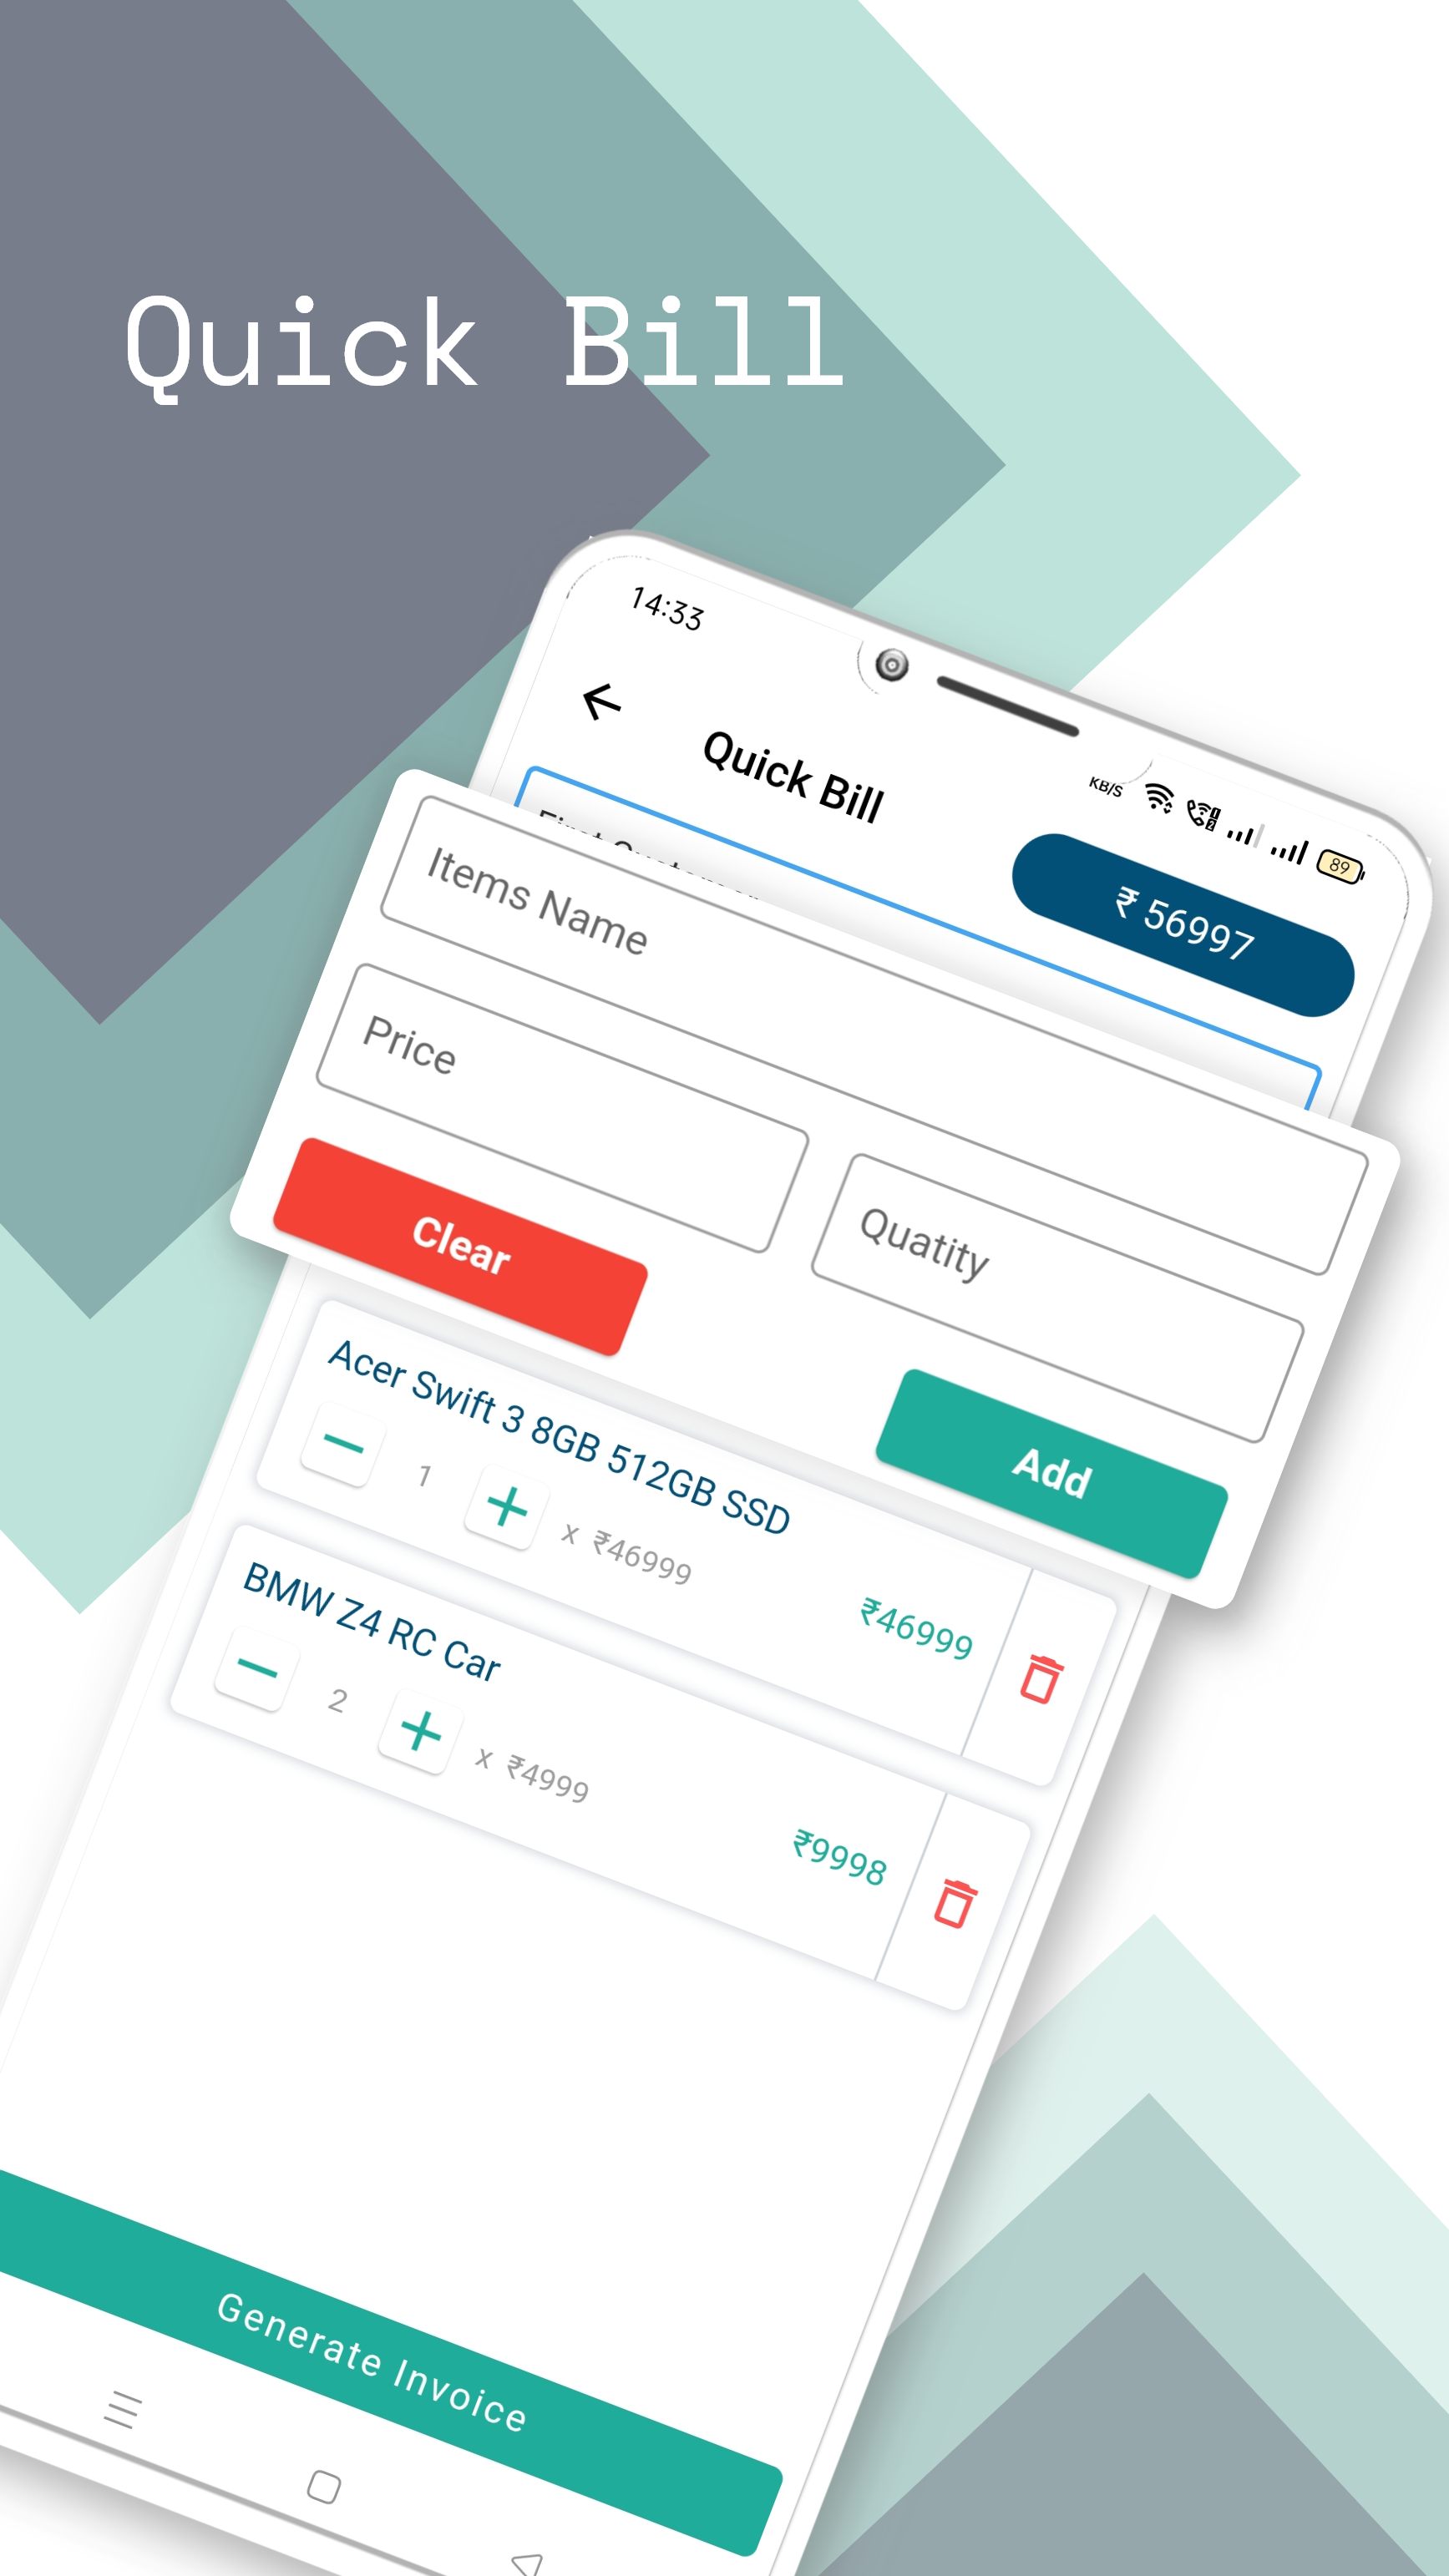 Quick Bill
14:33
KB/S
89
Quick Bill
₹ 56997
Items Name
Price
Quatity
Clear
Add
Acer Swift 3 8GB 512GB SSD
1 x ₹46999
₹46999
BMW Z4 RC Car
2 x ₹4999
₹9998
Generate Invoice